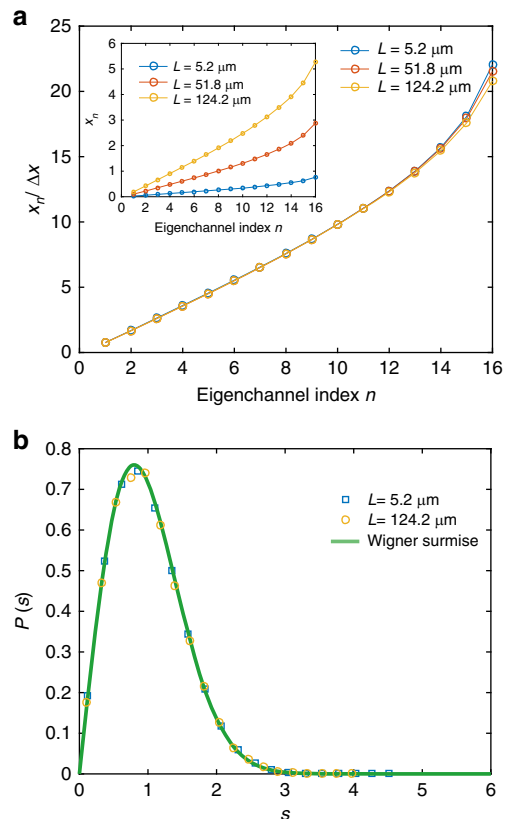 a
25
20
15
10
5
0
xₙ/ Δx
L = 5.2 μm
L = 51.8 μm
L = 124.2 μm
6
5
4
3
2
1
0
xₙ
L = 5.2 μm
L = 51.8 μm
L = 124.2 μm
0 2 4 6 8 10 12 14 16
Eigenchannel index n
0 2 4 6 8 10 12 14 16
Eigenchannel index n
b
0.8
0.7
0.6
0.5
0.4
0.3
0.2
0.1
0
P (s)
L= 5.2 μm
L= 124.2 μm
Wigner surmise
0 1 2 3 4 5 6
s